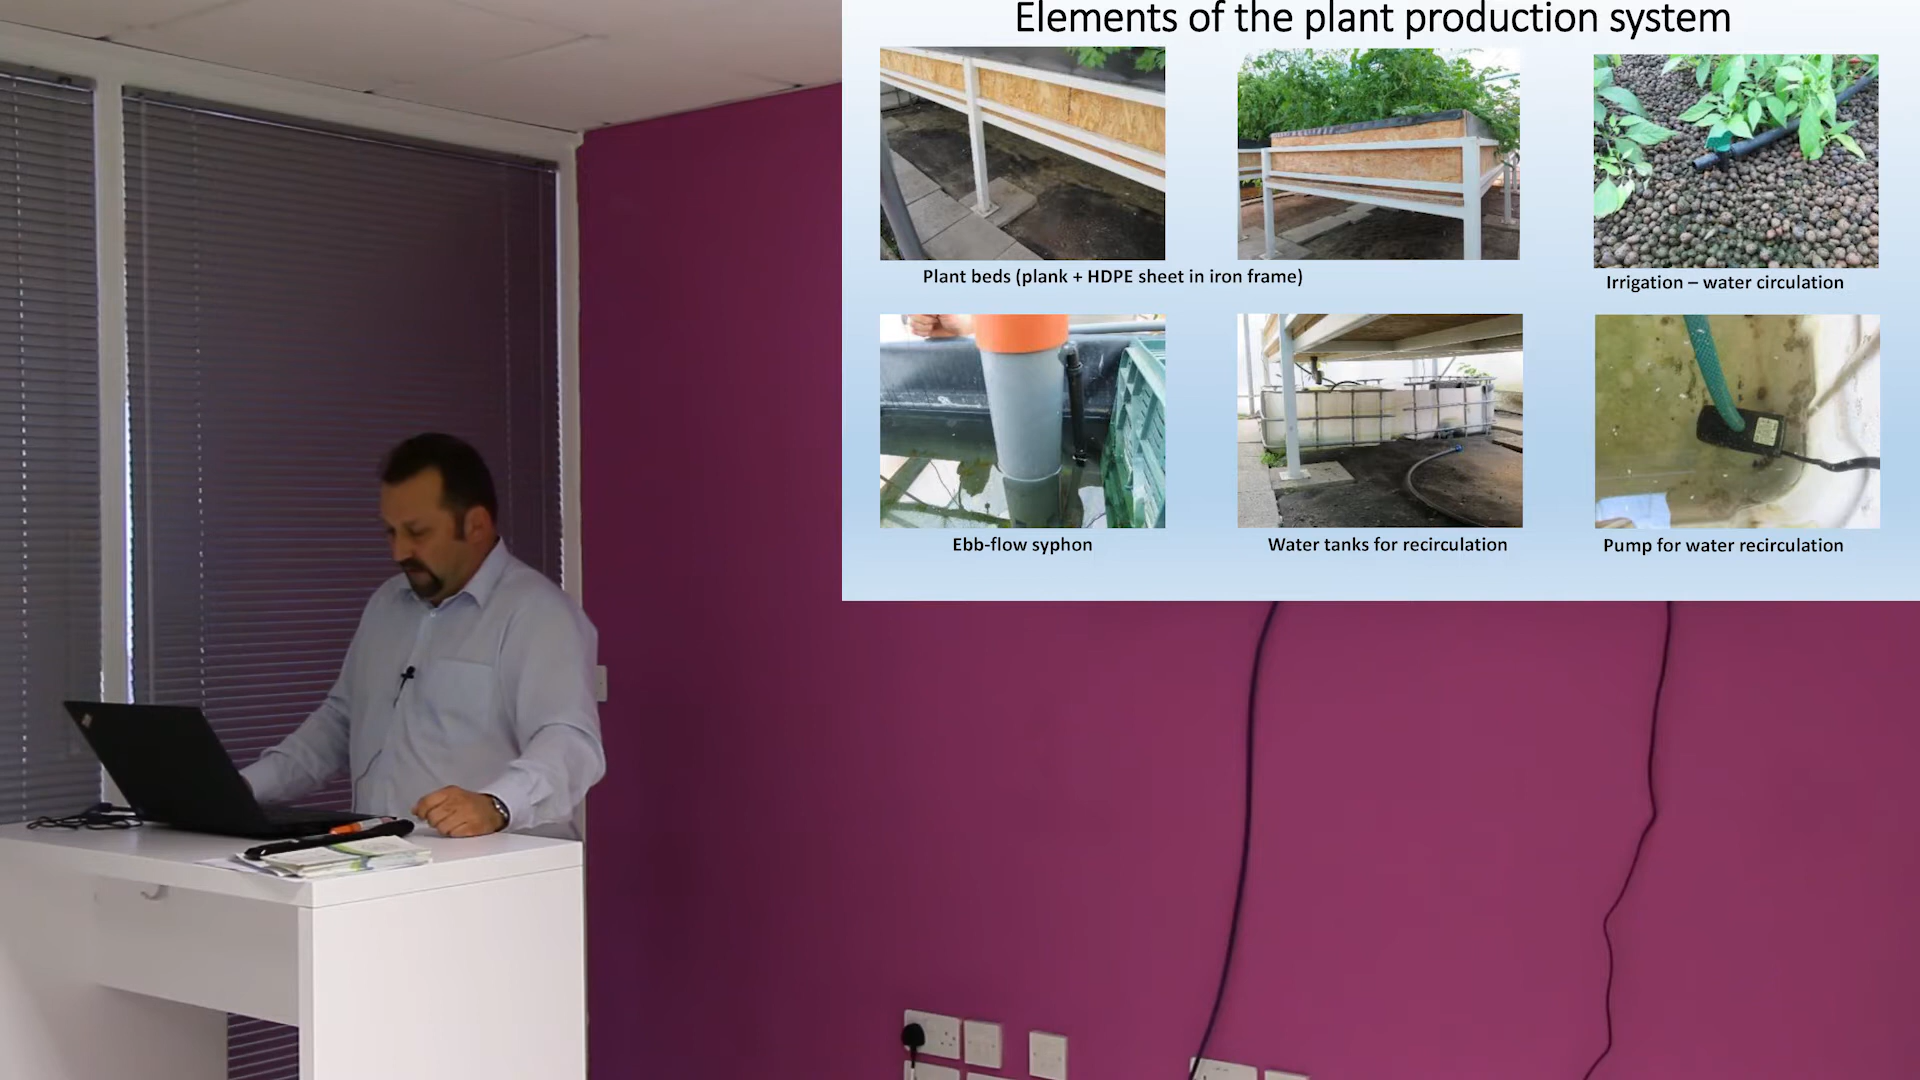 Elements of the plant production system
Plant beds (plank + HDPE sheet in iron frame)
Irrigation – water circulation
Ebb-flow syphon
Water tanks for recirculation
Pump for water recirculation